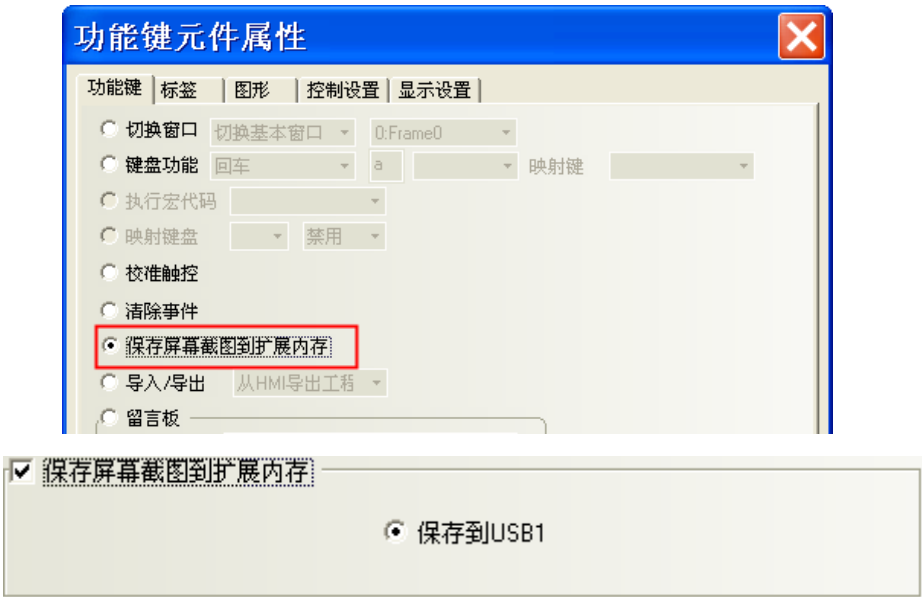 功能键元件属性
功能键 标签 图形 控制设置 显示设置
切换窗口 切换基本窗口 0:Frame0
键盘功能 回车 a 映射键
执行宏代码
映射键盘 禁用
校准触控
清除事件
保存屏幕截图到扩展内存
导入/导出 从HMI导出工程
留言板
保存屏幕截图到扩展内存
保存到USB1